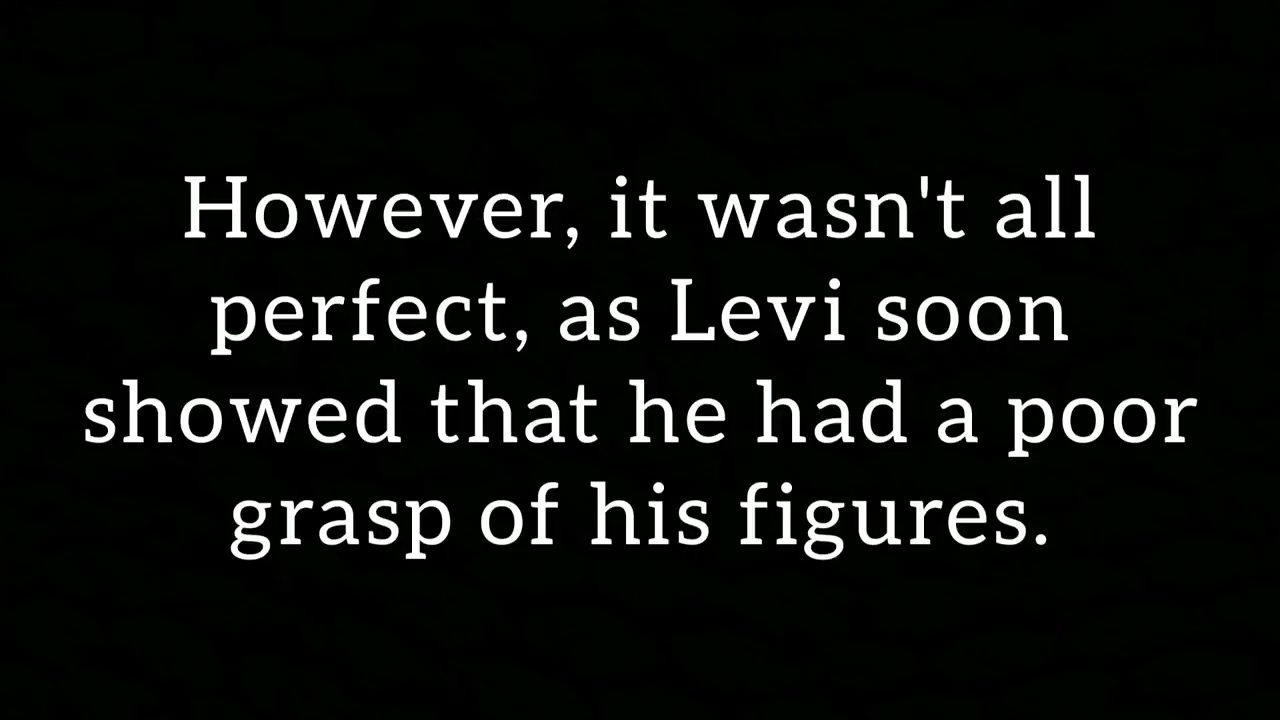 However, it wasn't all
perfect, as Levi soon
showed that he had a poor
grasp of his figures.